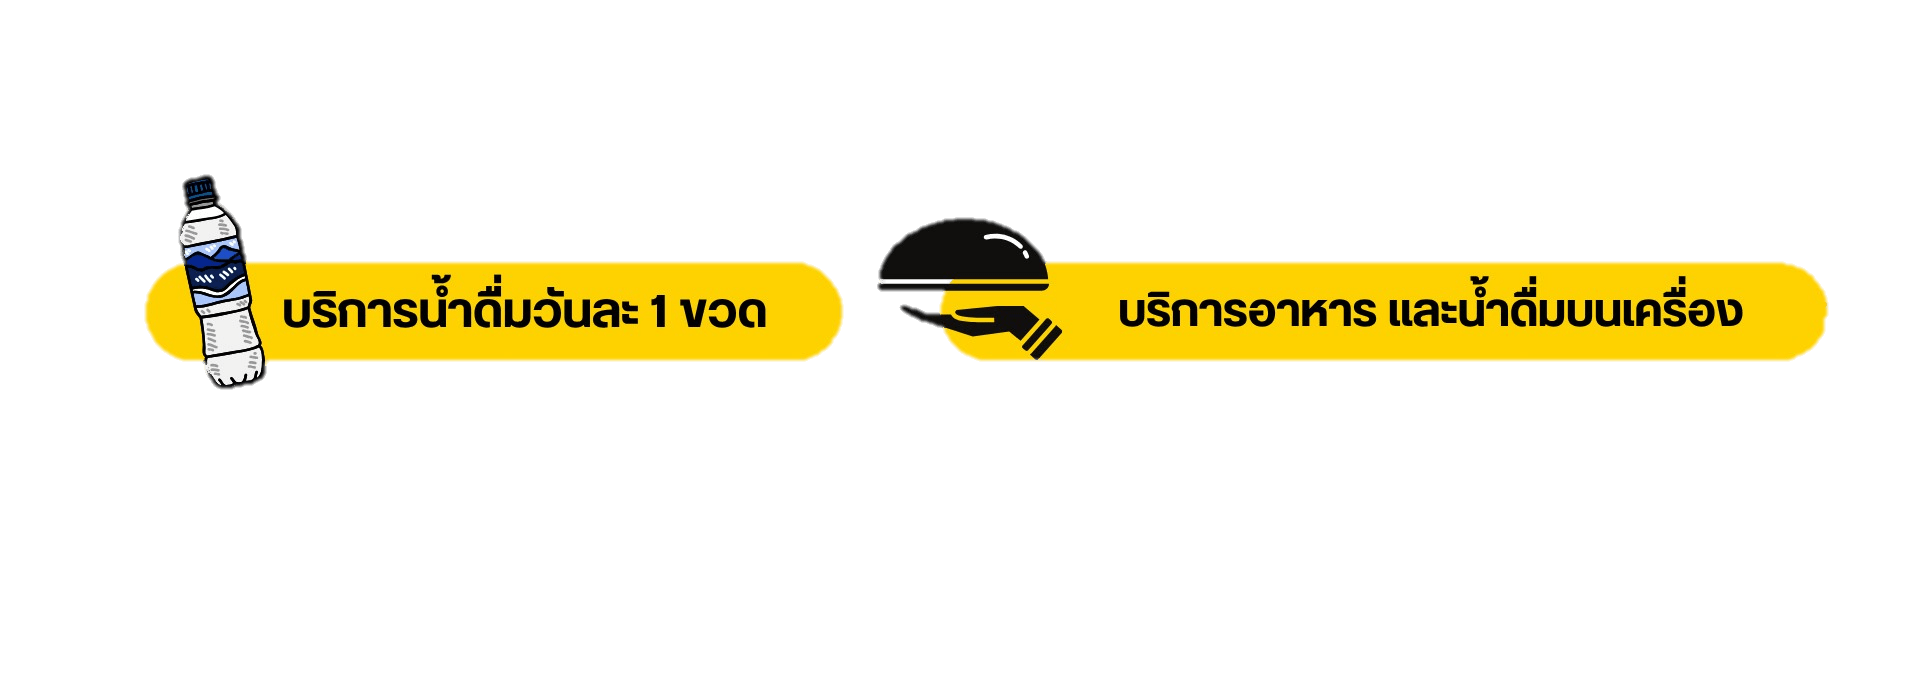 บริการน้ำดื่มวันละ 1 ขวด
บริการอาหาร และน้ำดื่มบนเครื่อง